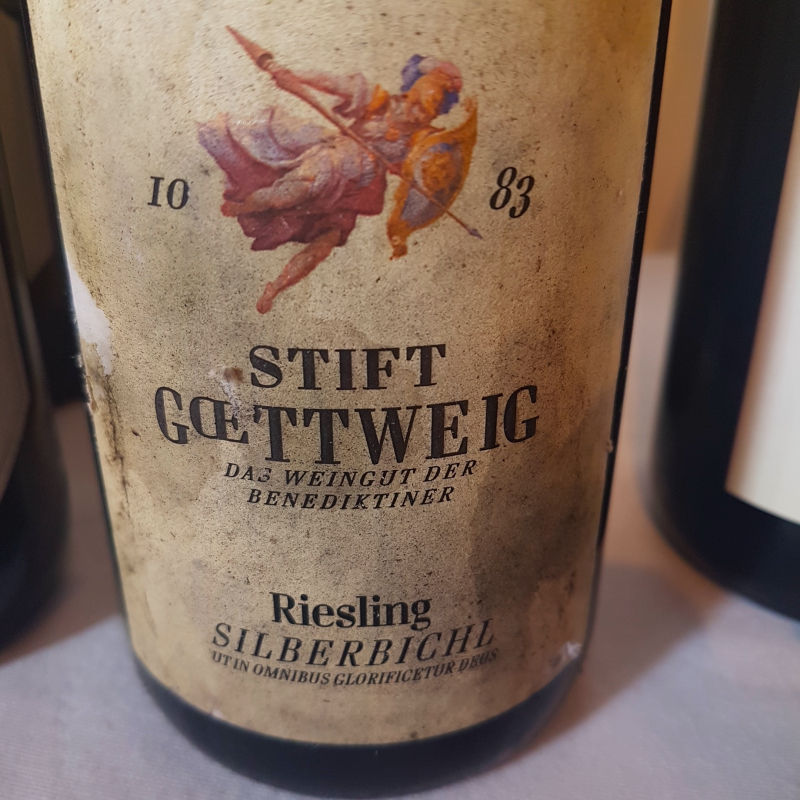 10 83
STIFT
GŒTTWEIG
DAS WEINGUT DER
BENEDIKTINER
Riesling
SILBERBICHL
UT IN OMNIBUS GLORIFICETUR DEUS